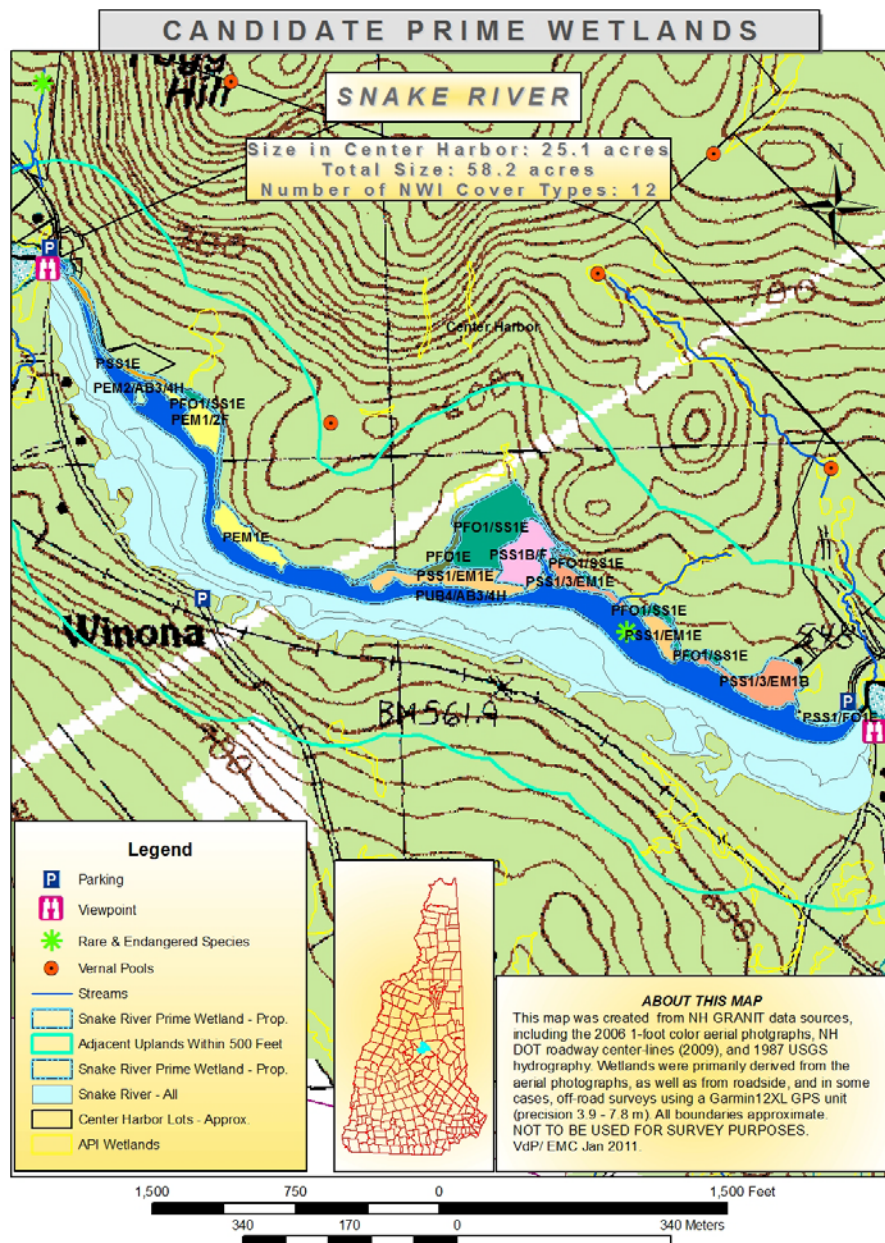 CANDIDATE PRIME WETLANDS
Hill
SNAKE RIVER
Size in Center Harbor: 25.1 acres
Total Size: 58.2 acres
Number of NWI Cover Types: 12
N
P
700
Center Harbor
600
PSS1E
PEM2/AB3/4H
PFO1/SS1E
PEM1/2F
PEM1E
PFO1/SS1E
PFO1E
PSS1B/F
PFO1/SS1E
PSS1/EM1E
PSS1/3/EM1E
PUB4/AB3/4H
PFO1/SS1E
PSS1/EM1E
PFO1/SS1E
PSS1/3/EM1B
PSS1/FO1E
P
P
Winona
BM561.9
700
600
Legend
P Parking
Viewpoint
Rare & Endangered Species
Vernal Pools
Streams
Snake River Prime Wetland - Prop.
Adjacent Uplands Within 500 Feet
Snake River Prime Wetland - Prop.
Snake River - All
Center Harbor Lots - Approx.
API Wetlands
ABOUT THIS MAP
This map was created from NH GRANIT data sources,
including the 2006 1-foot color aerial photgraphs, NH
DOT roadway center-lines (2009), and 1987 USGS
hydrography. Wetlands were primarily derived from the
aerial photographs, as well as from roadside, and in some
cases, off-road surveys using a Garmin12XL GPS unit
(precision 3.9 - 7.8 m). All boundaries approximate.
NOT TO BE USED FOR SURVEY PURPOSES.
VdP/ EMC Jan 2011.
1,500 750 0 1,500 Feet
340 170 0 340 Meters